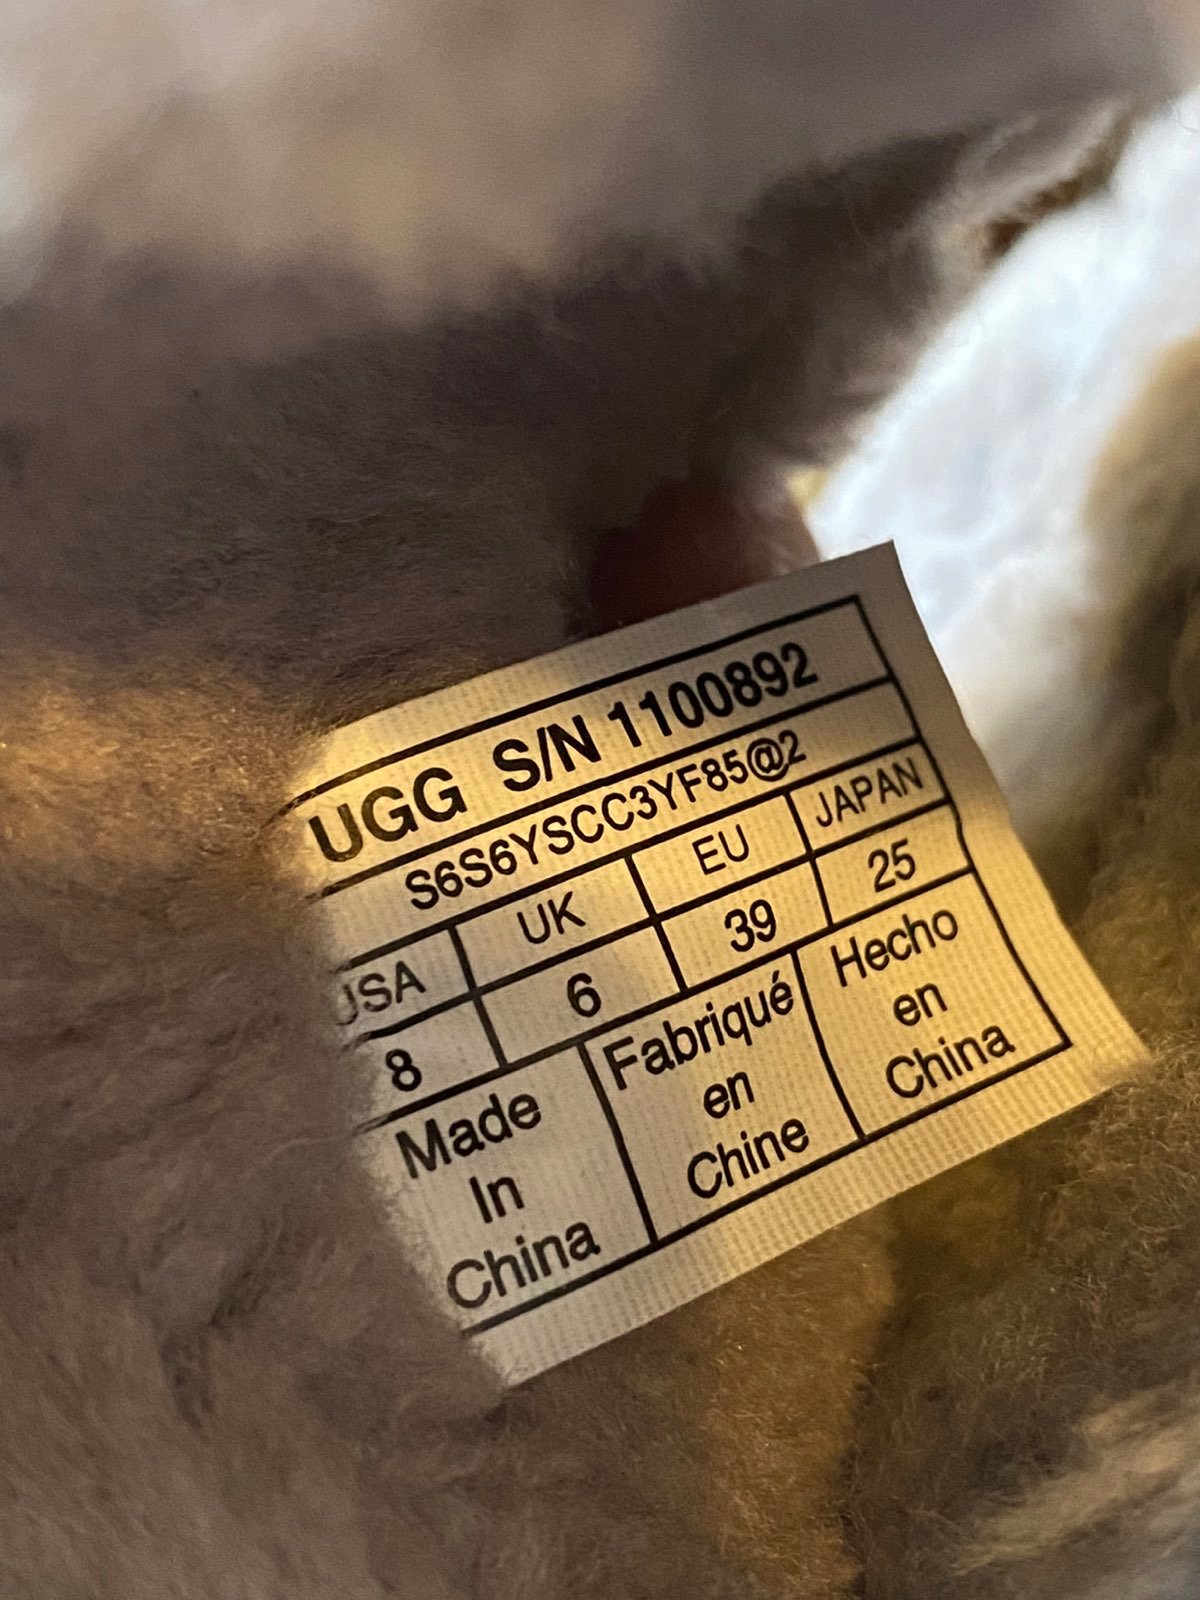 UGG S/N 1100892
S6S6YSCC3YF85@2
USA UK EU JAPAN
8 6 39 25
Made In China
Fabriqué en Chine
Hecho en China